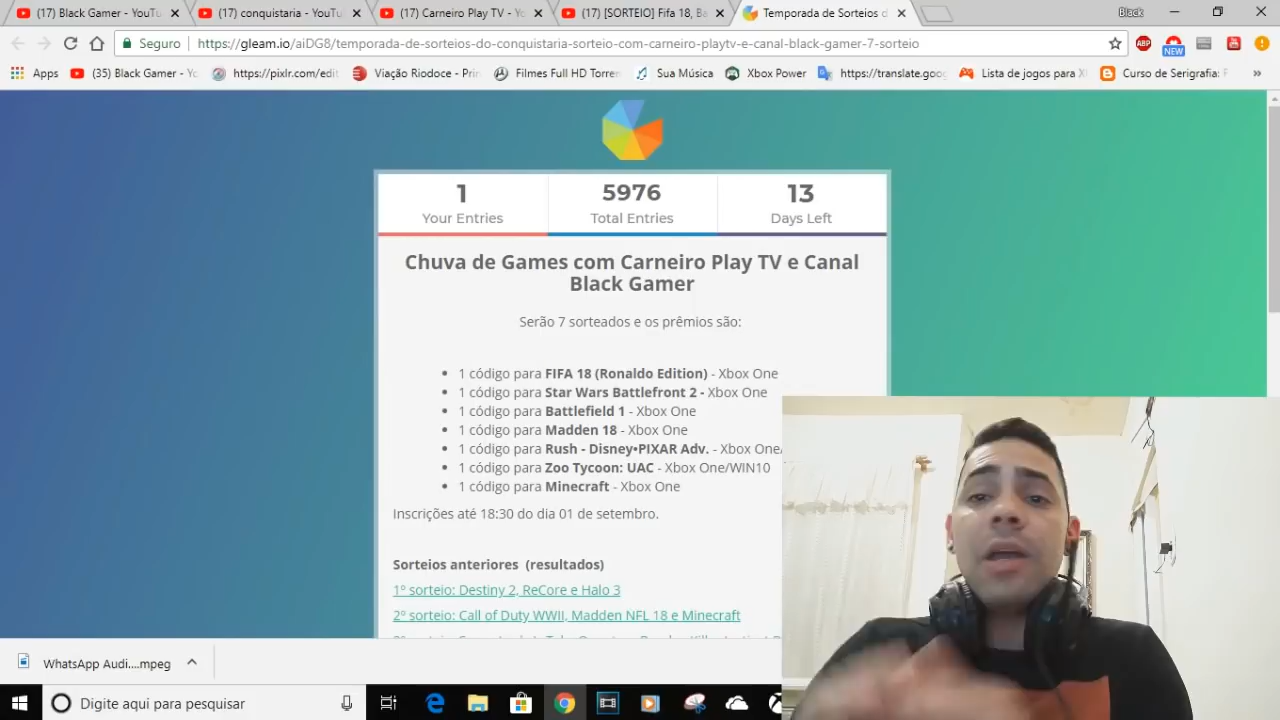 (17) Black Gamer - YouTu
(17) conquistaria - YouTu
(17) Carneiro Play TV - Yo
(17) [SORTEIO] Fifa 18, Ba
Temporada de Sorteios d
Black
Seguro
https://gleam.io/aiDG8/temporada-de-sorteios-do-conquistaria-sorteio-com-carneiro-playtv-e-canal-black-gamer-7-sorteio
ABP
NEW
Apps
(35) Black Gamer - Yo
https://pixlr.com/edit
Viação Riodoce - Prin
Filmes Full HD Torren
Sua Música
Xbox Power
https://translate.goog
Lista de jogos para X
Curso de Serigrafia: F
»
1
Your Entries
5976
Total Entries
13
Days Left
Chuva de Games com Carneiro Play TV e Canal
Black Gamer
Serão 7 sorteados e os prêmios são:
• 1 código para FIFA 18 (Ronaldo Edition) - Xbox One
• 1 código para Star Wars Battlefront 2 - Xbox One
• 1 código para Battlefield 1 - Xbox One
• 1 código para Madden 18 - Xbox One
• 1 código para Rush - Disney•PIXAR Adv. - Xbox One/
• 1 código para Zoo Tycoon: UAC - Xbox One/WIN10
• 1 código para Minecraft - Xbox One
Inscrições até 18:30 do dia 01 de setembro.
Sorteios anteriores (resultados)
1º sorteio: Destiny 2, ReCore e Halo 3
2º sorteio: Call of Duty WWII, Madden NFL 18 e Minecraft
WhatsApp Audi....mpeg
Digite aqui para pesquisar